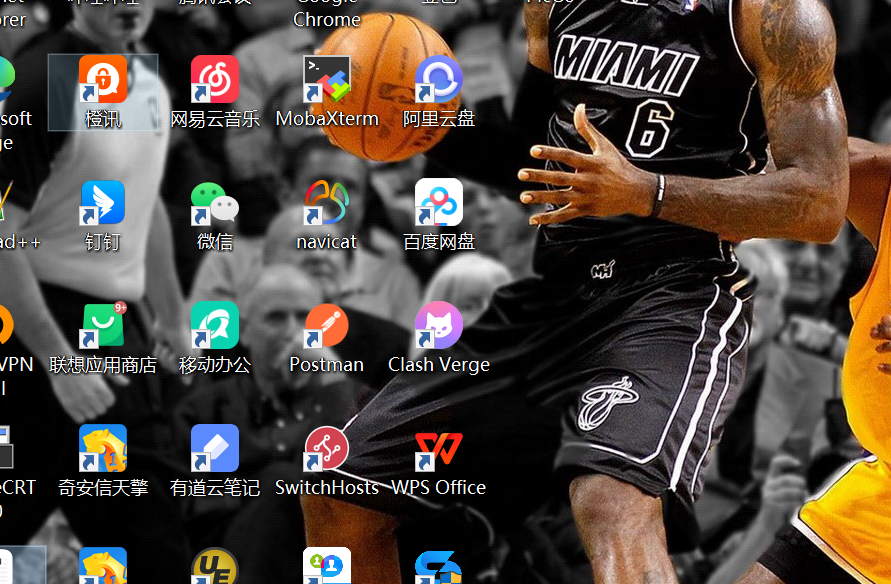 Chrome
orer
MIAMI
6
橙讯
网易云音乐
MobaXterm
阿里云盘
soft
ge
钉钉
微信
navicat
百度网盘
ad++
9+
联想应用商店
移动办公
Postman
Clash Verge
VPN
I
奇安信天擎
有道云笔记
SwitchHosts
WPS Office
eCRT
UE